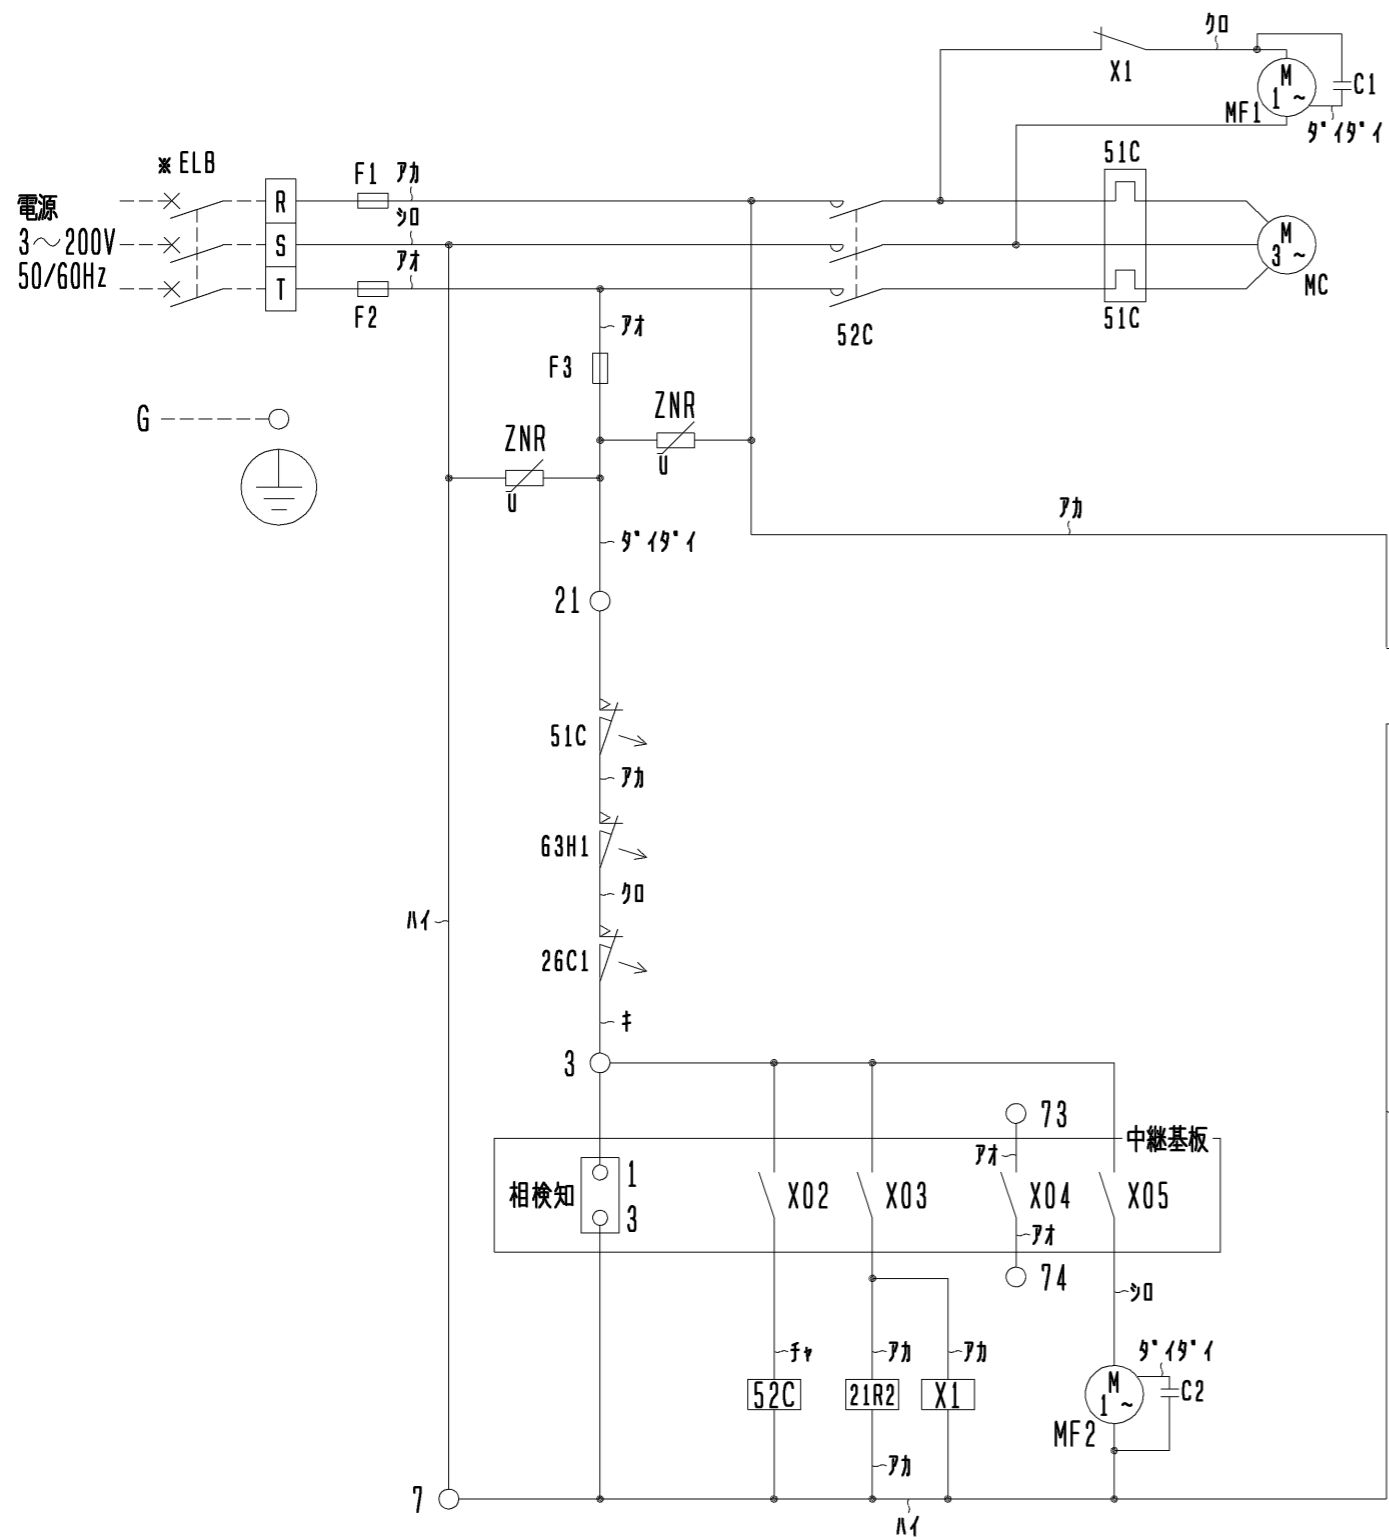 ｸﾛ
X1
M
1～
C1
MF1
ﾀﾞｲﾀﾞｲ
※ELB
F1
ｱｶ
51C
電源
R
ｼﾛ
3～200V
S
M
3～
50/60Hz
ｱｵ
T
MC
F2
52C
51C
ｱｵ
F3
G
ZNR
U
ZNR
U
ｱｶ
ﾀﾞｲﾀﾞｲ
21
51C
ｱｶ
63H1
ｸﾛ
ﾊｲ
26C1
ｷ
3
73
中継基板
ｱｵ
相検知
1
3
X02
X03
X04
X05
ｱｵ
74
ｼﾛ
ﾁｬ
ｱｶ
ｱｶ
ﾀﾞｲﾀﾞｲ
52C
21R2
X1
M
1～
C2
MF2
ｱｶ
7
ﾊｲ